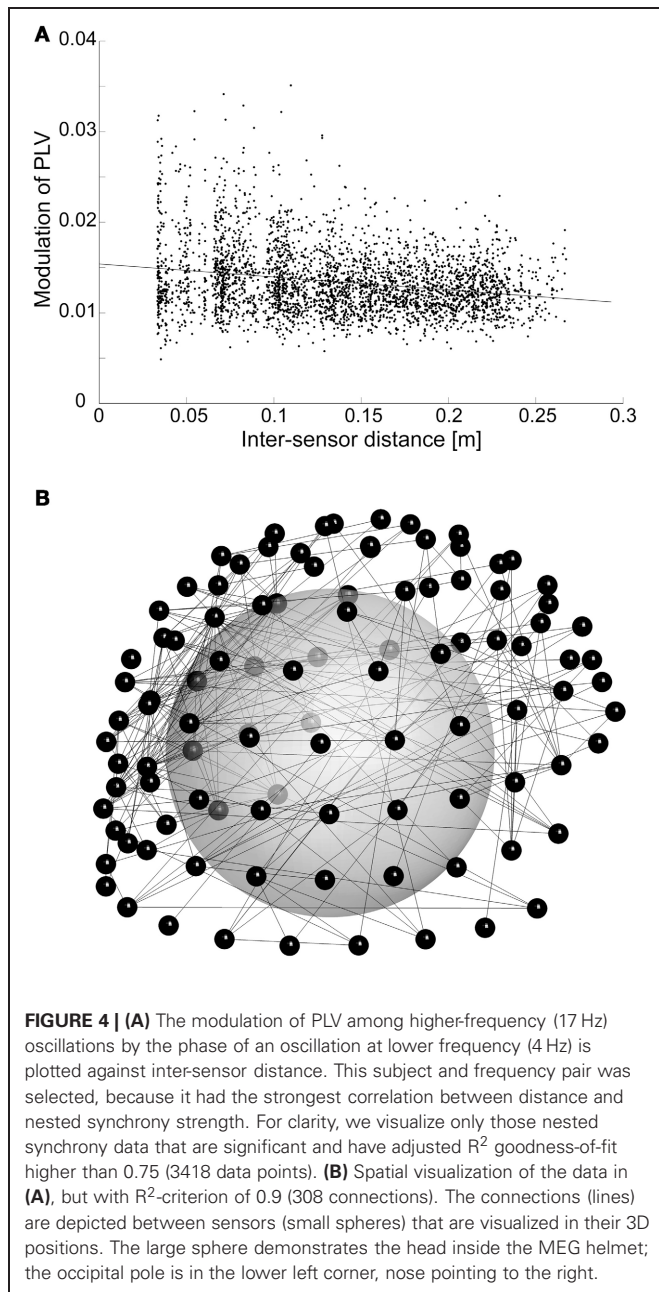 A
0.04
0.03
0.02
0.01
0
Modulation of PLV
0 0.05 0.1 0.15 0.2 0.25 0.3
Inter-sensor distance [m]
B
FIGURE 4 | (A) The modulation of PLV among higher-frequency (17 Hz)
oscillations by the phase of an oscillation at lower frequency (4 Hz) is
plotted against inter-sensor distance. This subject and frequency pair was
selected, because it had the strongest correlation between distance and
nested synchrony strength. For clarity, we visualize only those nested
synchrony data that are significant and have adjusted R² goodness-of-fit
higher than 0.75 (3418 data points). (B) Spatial visualization of the data in
(A), but with R²-criterion of 0.9 (308 connections). The connections (lines)
are depicted between sensors (small spheres) that are visualized in their 3D
positions. The large sphere demonstrates the head inside the MEG helmet;
the occipital pole is in the lower left corner, nose pointing to the right.